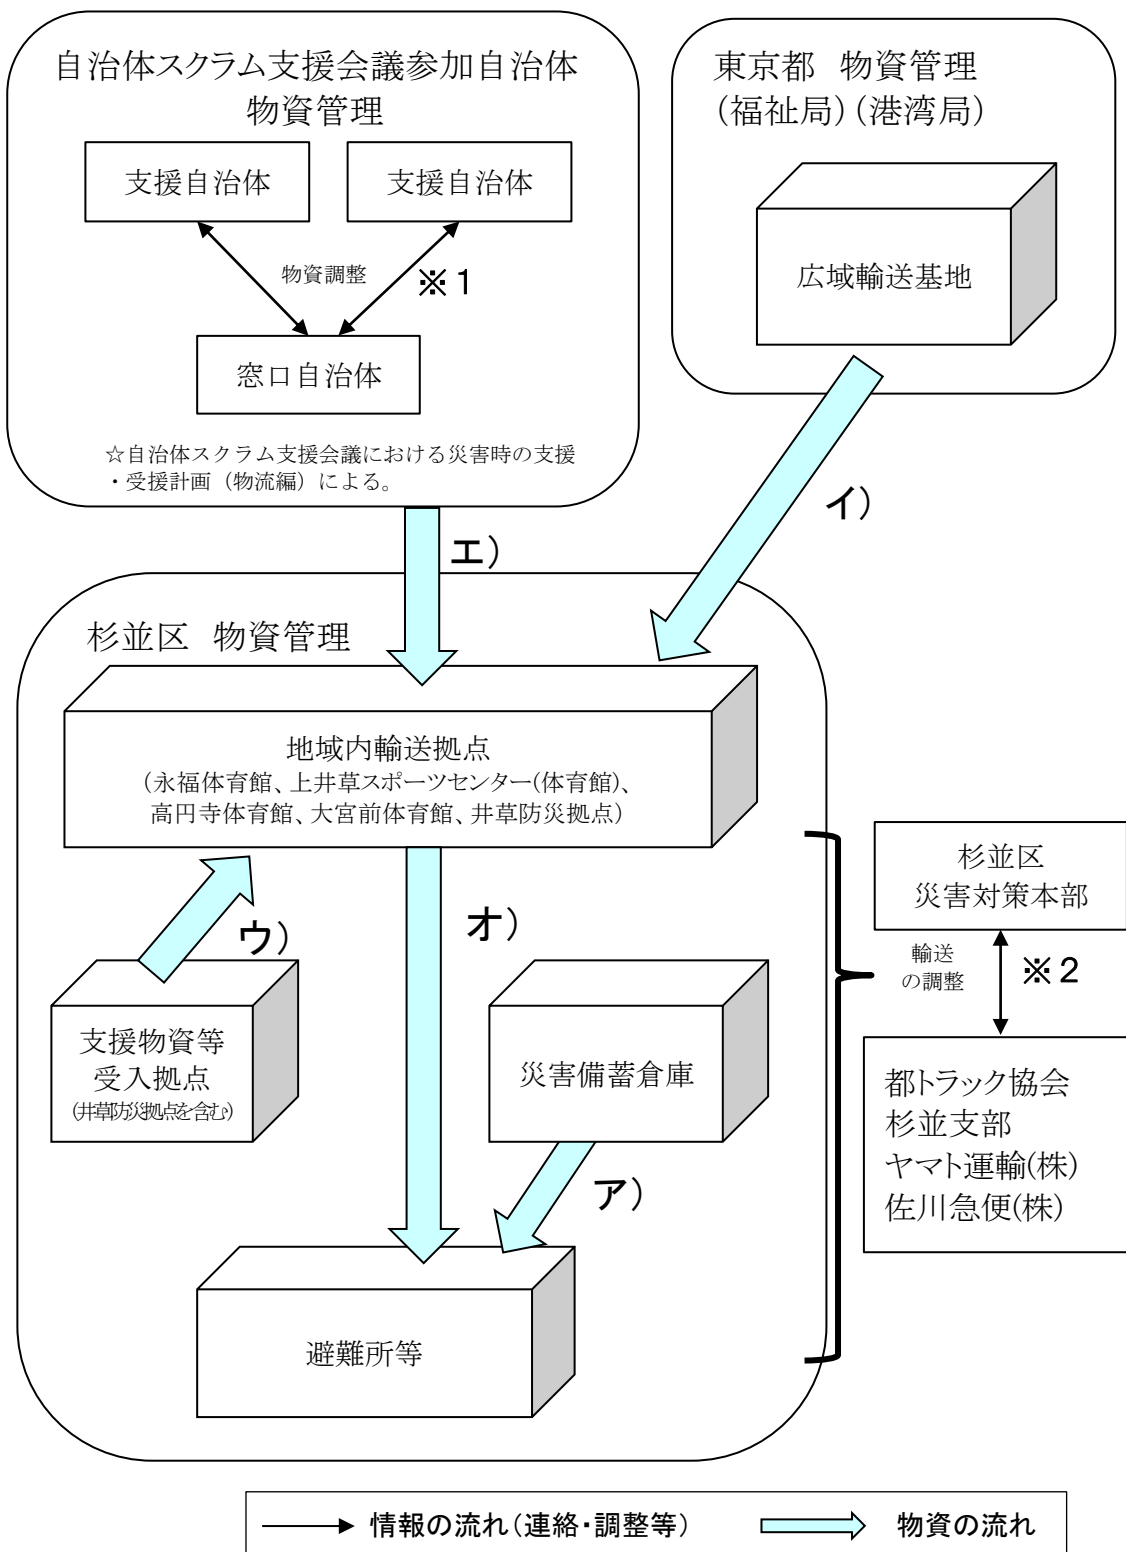 自治体スクラム支援会議参加自治体
物資管理
支援自治体
支援自治体
物資調整
※1
窓口自治体
☆自治体スクラム支援会議における災害時の支援
・受援計画（物流編）による。
東京都　物資管理
（福祉局）（港湾局）
広域輸送基地
イ）
エ）
杉並区　物資管理
地域内輸送拠点
（永福体育館、上井草スポーツセンター(体育館)、
高円寺体育館、大宮前体育館、井草防災拠点）
ウ）
オ）
支援物資等
受入拠点
(井草防災拠点を含む)
災害備蓄倉庫
ア）
避難所等
杉並区
災害対策本部
輸送
の調整
※2
都トラック協会
杉並支部
ヤマト運輸(株)
佐川急便(株)
情報の流れ（連絡・調整等）
物資の流れ